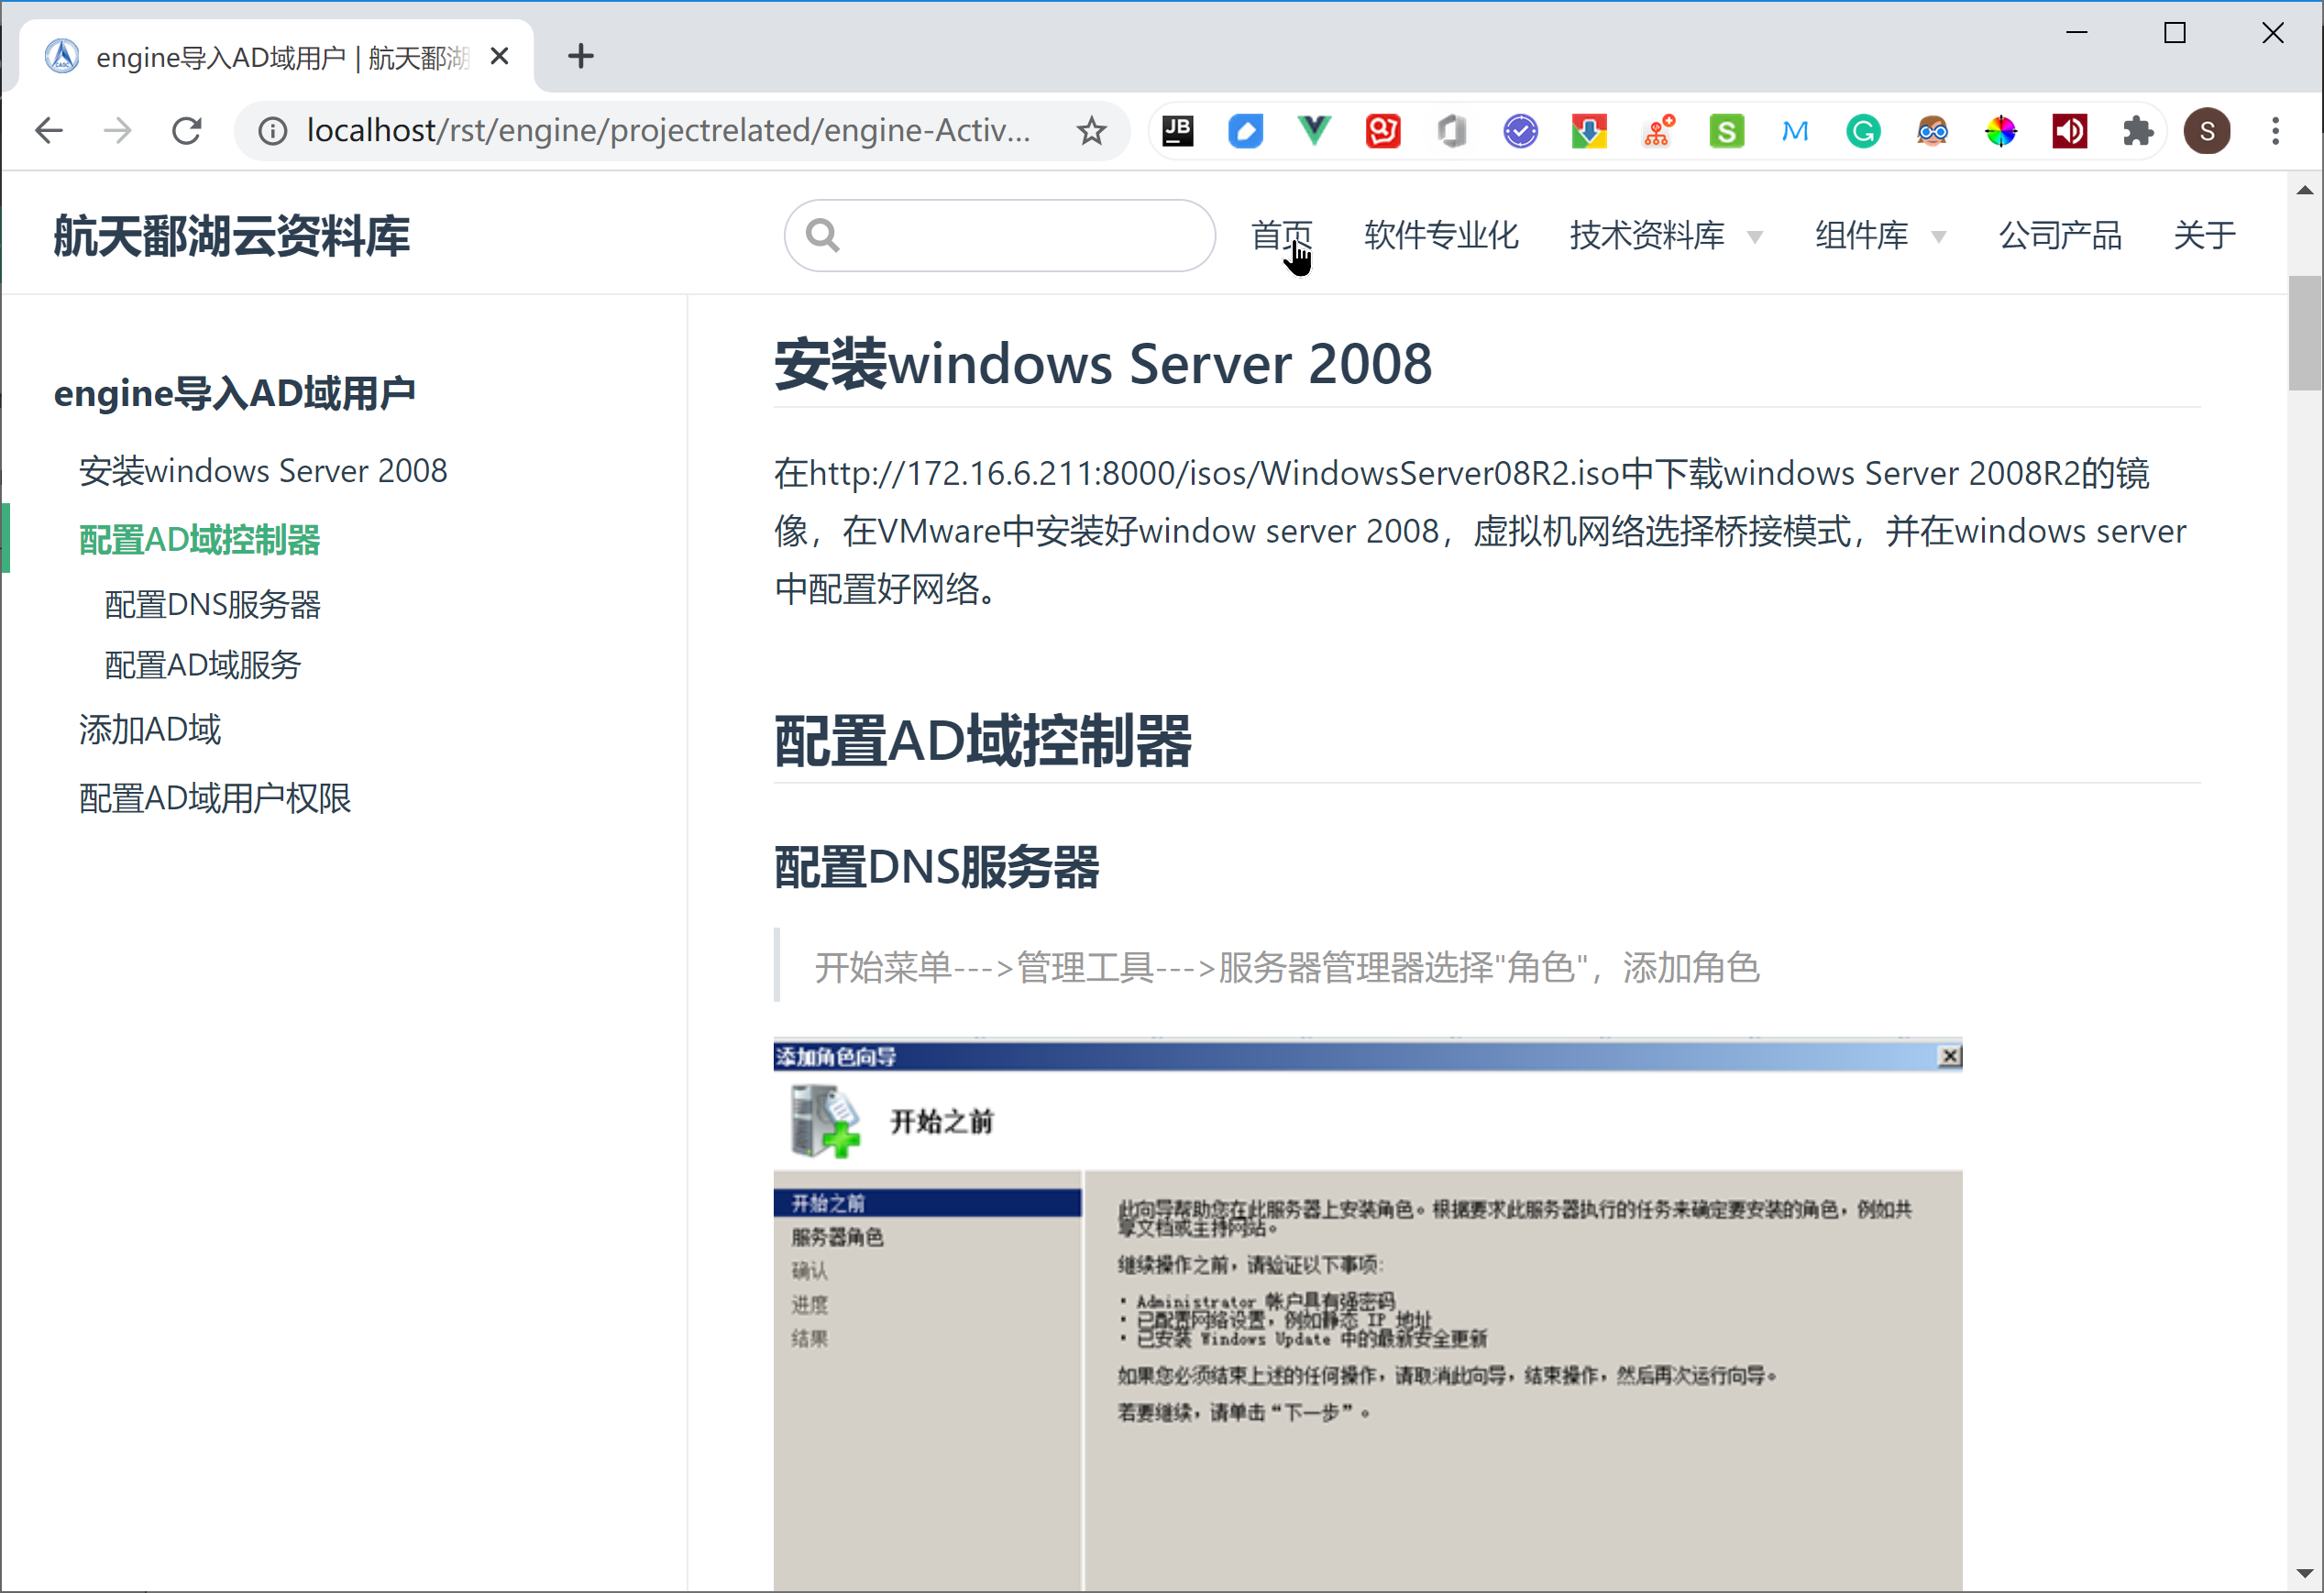 engine导入AD域用户 | 航天鄱湖
localhost/rst/engine/projectrelated/engine-Activ...
航天鄱湖云资料库
首页 软件专业化 技术资料库 组件库 公司产品 关于
engine导入AD域用户
安装windows Server 2008
配置AD域控制器
配置DNS服务器
配置AD域服务
添加AD域
配置AD域用户权限
安装windows Server 2008
在http://172.16.6.211:8000/isos/WindowsServer08R2.iso中下载windows Server 2008R2的镜
像，在VMware中安装好window server 2008，虚拟机网络选择桥接模式，并在windows server
中配置好网络。
配置AD域控制器
配置DNS服务器
开始菜单--->管理工具--->服务器管理器选择"角色"，添加角色
添加角色向导
开始之前
开始之前
服务器角色
确认
进度
结果
此向导帮助您在此服务器上安装角色。根据要求此服务器执行的任务来确定要安装的角色，例如共
享文档或主持网站。
继续操作之前，请验证以下事项:
· Administrator 帐户具有强密码
· 已配置网络设置，例如静态 IP 地址
· 已安装 Windows Update 中的最新安全更新
如果您必须结束上述的任何操作，请取消此向导，结束操作，然后再次运行向导。
若要继续，请单击“下一步”。